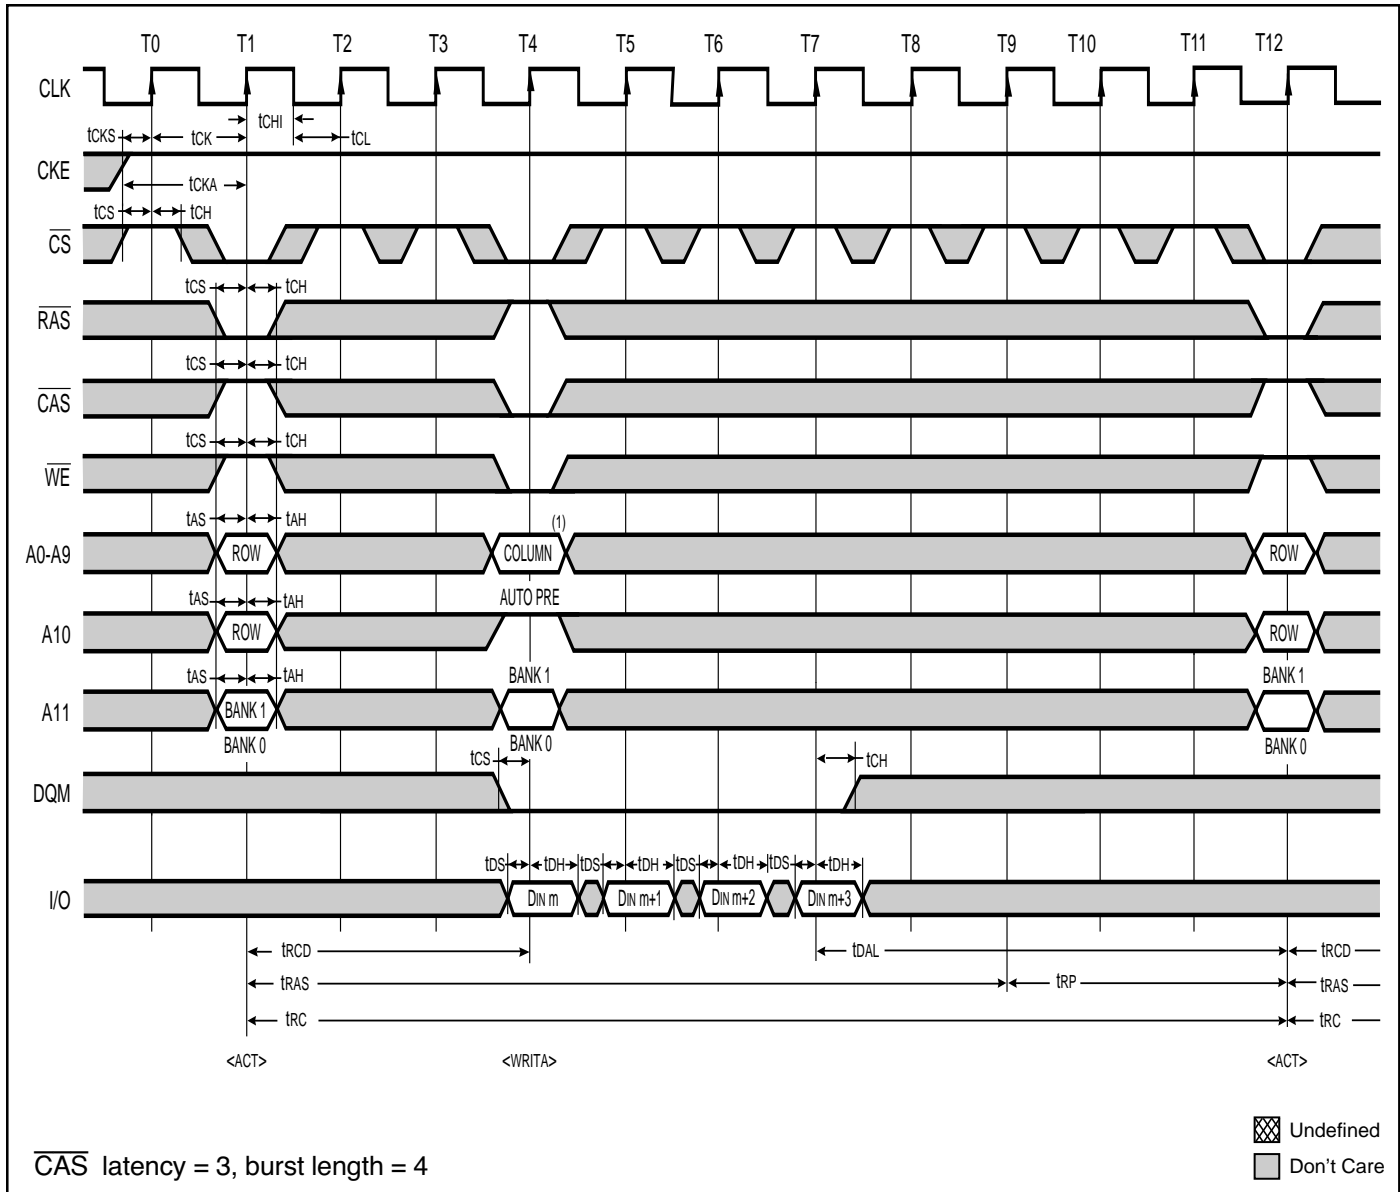 T0 T1 T2 T3 T4 T5 T6 T7 T8 T9 T10 T11 T12
CLK
tCHI
tCKS tCK tCL
CKE
tCKA
tCS tCH
CS
tCS tCH
RAS
tCS tCH
CAS
tCS tCH
WE
tAS tAH (1)
A0-A9 ROW COLUMN ROW
tAS tAH AUTO PRE
A10 ROW ROW
tAS tAH BANK 1 BANK 1
A11 BANK 1
BANK 0 BANK 0 BANK 0
tCS tCH
DQM
tDS tDH tDS tDH tDS tDH tDS tDH
I/O DIN m DIN m+1 DIN m+2 DIN m+3
tRCD tDAL tRCD
tRAS tRP tRAS
tRC tRC
<ACT> <WRITA> <ACT>
Undefined
CAS latency = 3, burst length = 4
Don't Care